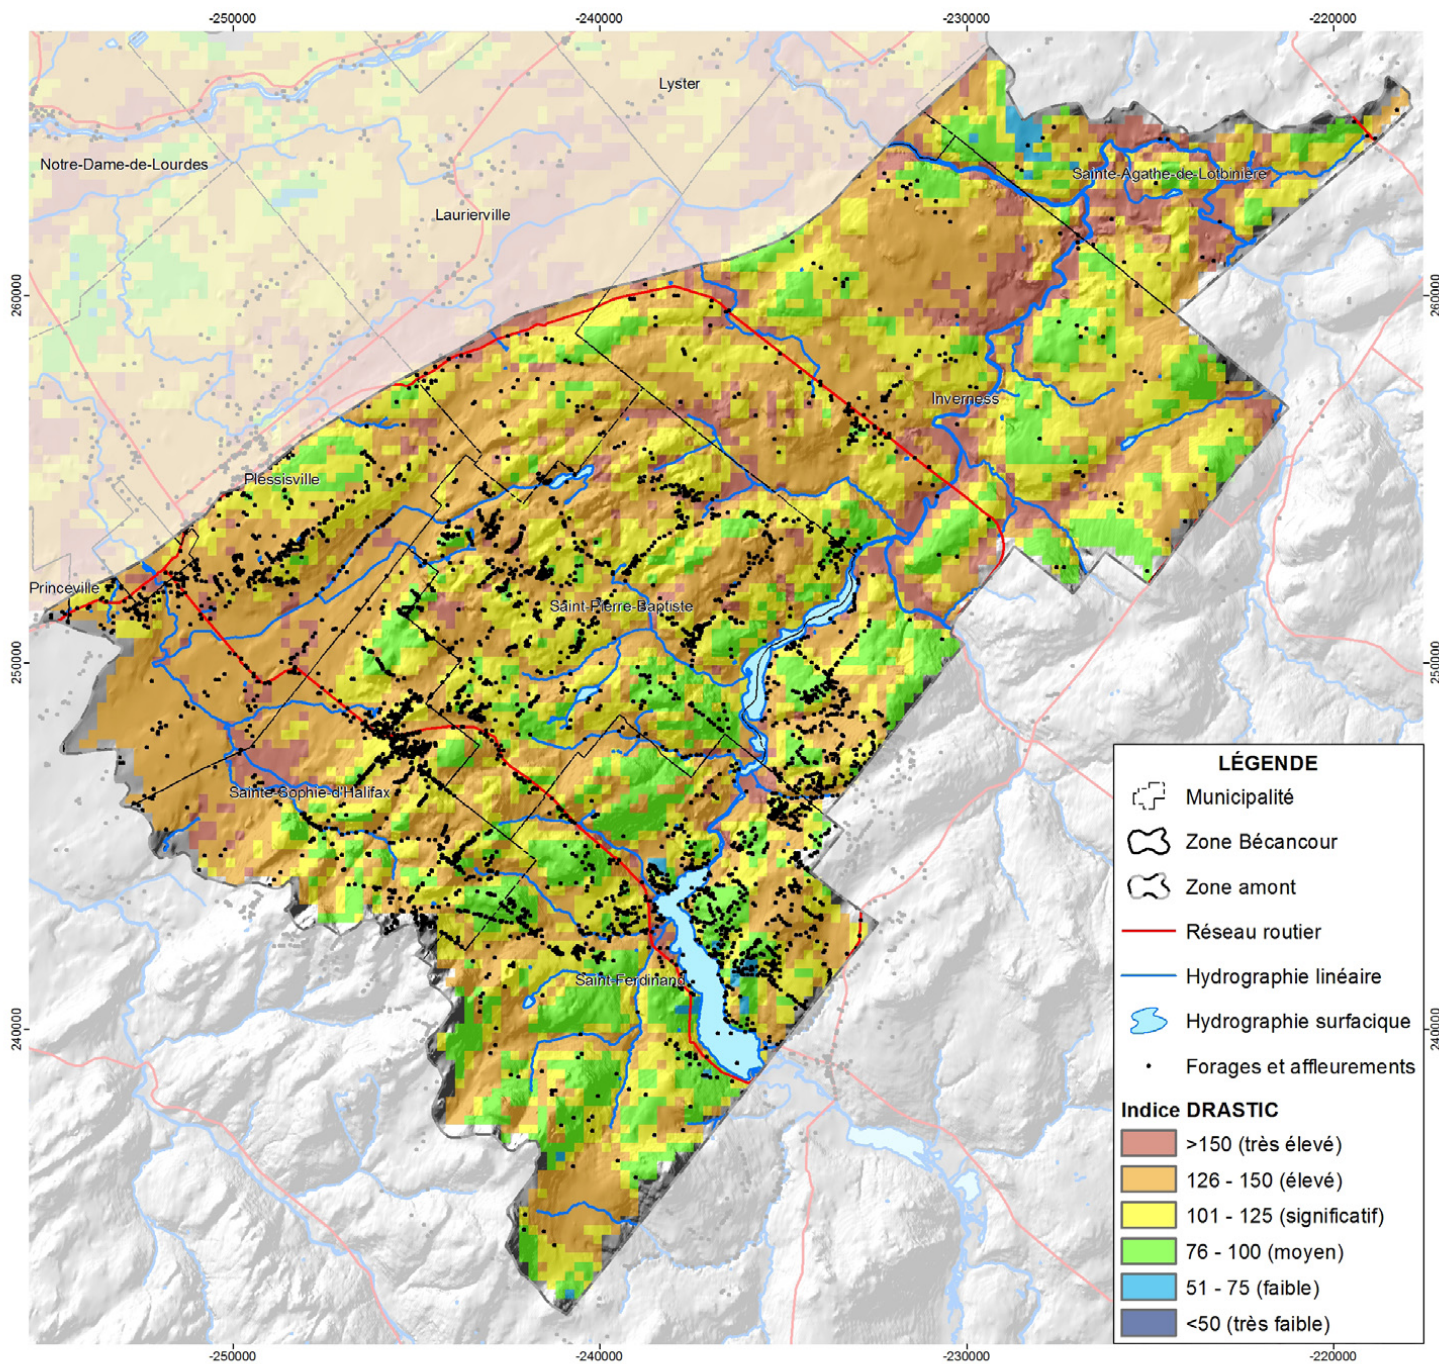 -250000
-240000
-230000
-220000
Lyster
Notre-Dame-de-Lourdes
Sainte-Agathe-de-Lotbinière
Laurierville
260000
260000
Inverness
Plessisville
Princeville
Saint-Pierre-Baptiste
250000
250000
Sainte-Sophie-d'Halifax
Saint-Ferdinand
240000
240000
LÉGENDE
Municipalité
Zone Bécancour
Zone amont
Réseau routier
Hydrographie linéaire
Hydrographie surfacique
Forages et affleurements
Indice DRASTIC
>150 (très élevé)
126 - 150 (élevé)
101 - 125 (significatif)
76 - 100 (moyen)
51 - 75 (faible)
<50 (très faible)
-250000
-240000
-230000
-220000